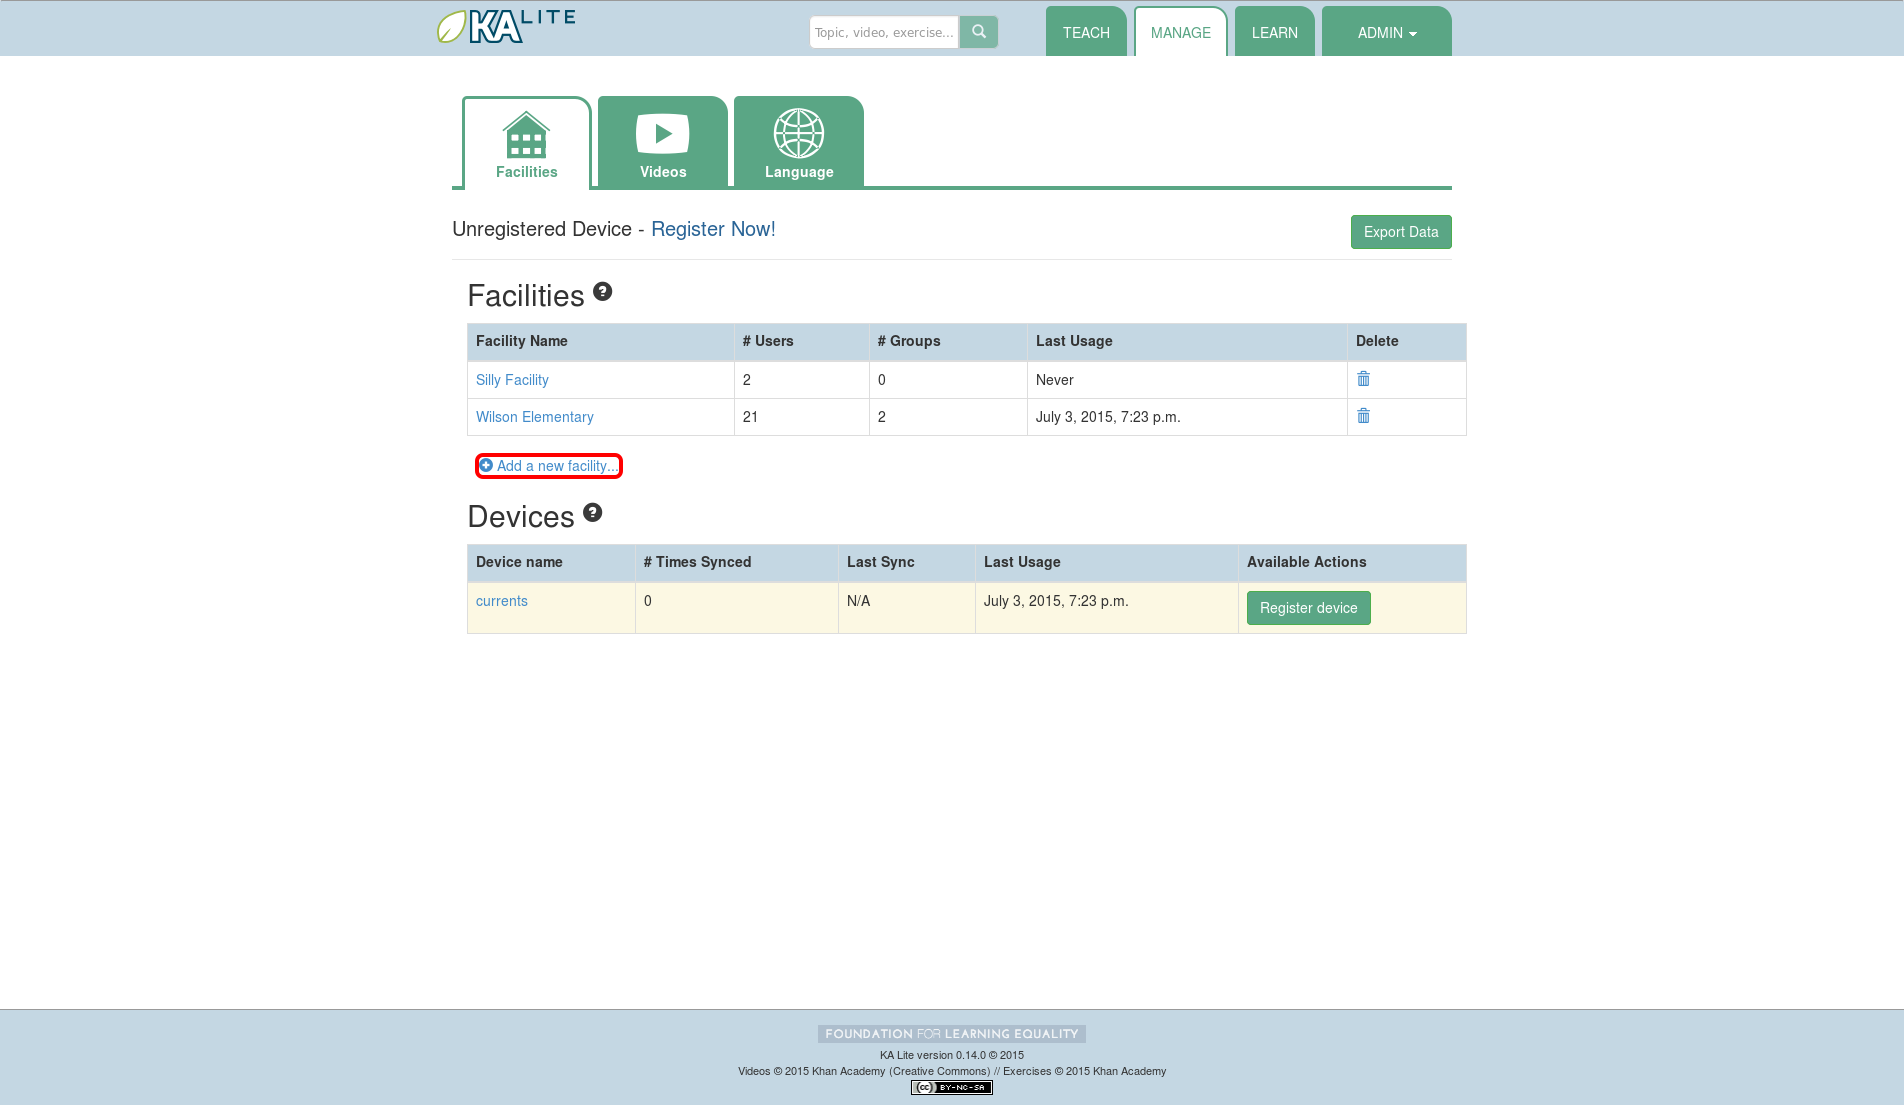 KA LITE
Topic, video, exercise...
TEACH
MANAGE
LEARN
ADMIN
Facilities
Videos
Language
Unregistered Device - Register Now!
Export Data
Facilities
Facility Name # Users # Groups Last Usage Delete
Silly Facility 2 0 Never
Wilson Elementary 21 2 July 3, 2015, 7:23 p.m.
Add a new facility...
Devices
Device name # Times Synced Last Sync Last Usage Available Actions
currents 0 N/A July 3, 2015, 7:23 p.m. Register device
FOUNDATION FOR LEARNING EQUALITY
KA Lite version 0.14.0 © 2015
Videos © 2015 Khan Academy (Creative Commons) // Exercises © 2015 Khan Academy
cc BY-NC-SA